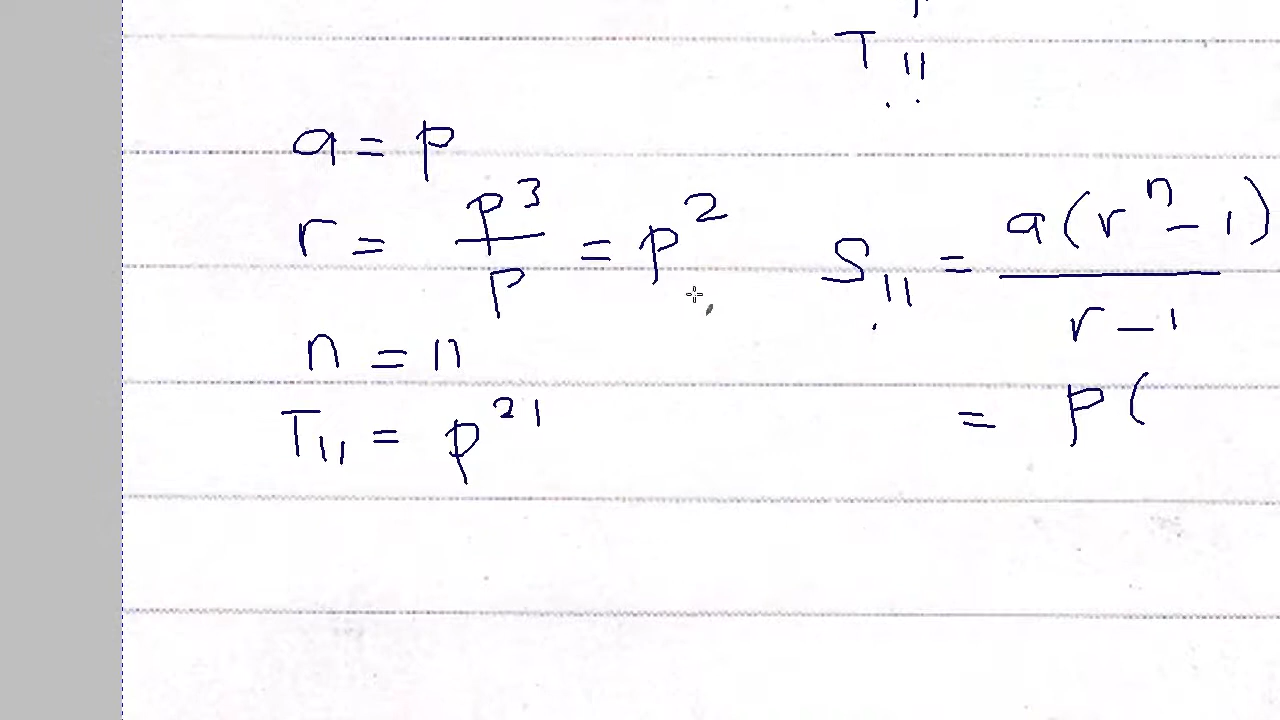 T₁₁
a = p
r = p³/p = p²
S₁₁ = a(rⁿ - 1)/r - 1
n = 11
= p(
T₁₁ = p²¹